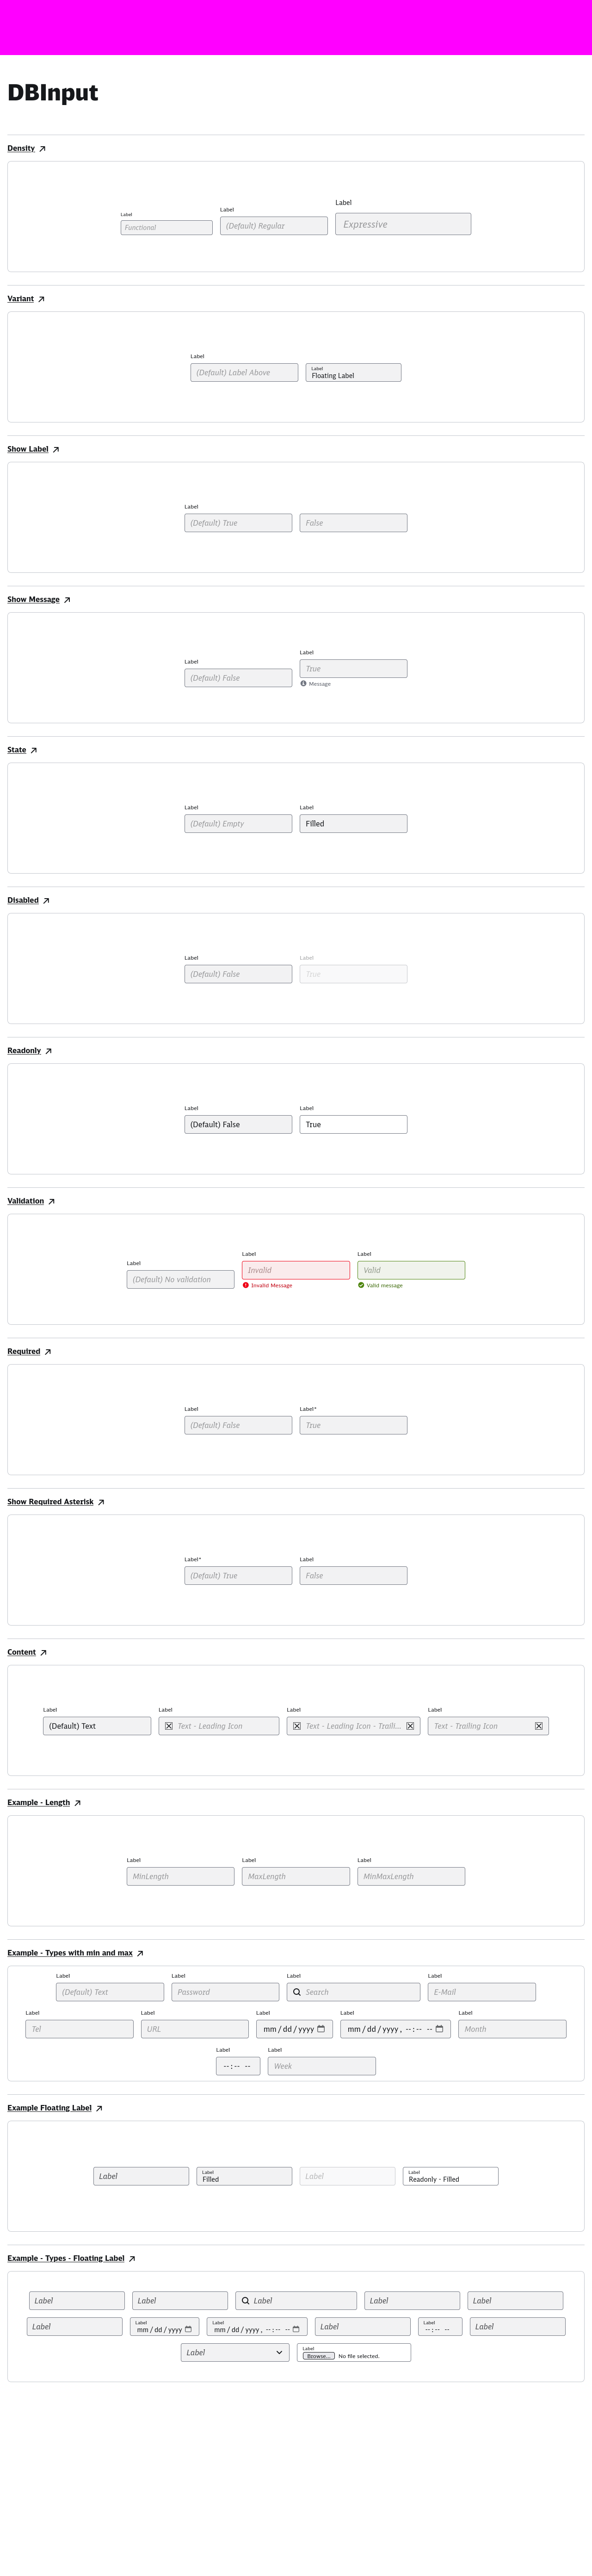 DBInput
Density
Label
Label
Label
Functional
(Default) Regular
Expressive
Variant
Label
(Default) Label Above
Label
Floating Label
Show Label
Label
(Default) True
False
Show Message
Label
Label
(Default) False
True
Message
State
Label
Label
(Default) Empty
Filled
Disabled
Label
Label
(Default) False
True
Readonly
Label
Label
(Default) False
True
Validation
Label
Label
Label
(Default) No validation
Invalid
Valid
Invalid Message
Valid message
Required
Label
Label*
(Default) False
True
Show Required Asterisk
Label*
Label
(Default) True
False
Content
Label
Label
Label
Label
(Default) Text
Text - Leading Icon
Text - Leading Icon - Traili...
Text - Trailing Icon
Example - Length
Label
Label
Label
MinLength
MaxLength
MinMaxLength
Example - Types with min and max
Label
Label
Label
Label
(Default) Text
Password
Search
E-Mail
Label
Label
Label
Label
Label
Tel
URL
mm/dd/yyyy
mm/dd/yyyy, --:-- --
Month
Label
Label
--:-- --
Week
Example Floating Label
Label
Label
Filled
Label
Label
Readonly - Filled
Example - Types - Floating Label
Label
Label
Label
Label
Label
Label
Label
mm/dd/yyyy
Label
mm/dd/yyyy, --:-- --
Label
Label
--:-- --
Label
Label
Label
Browse... No file selected.